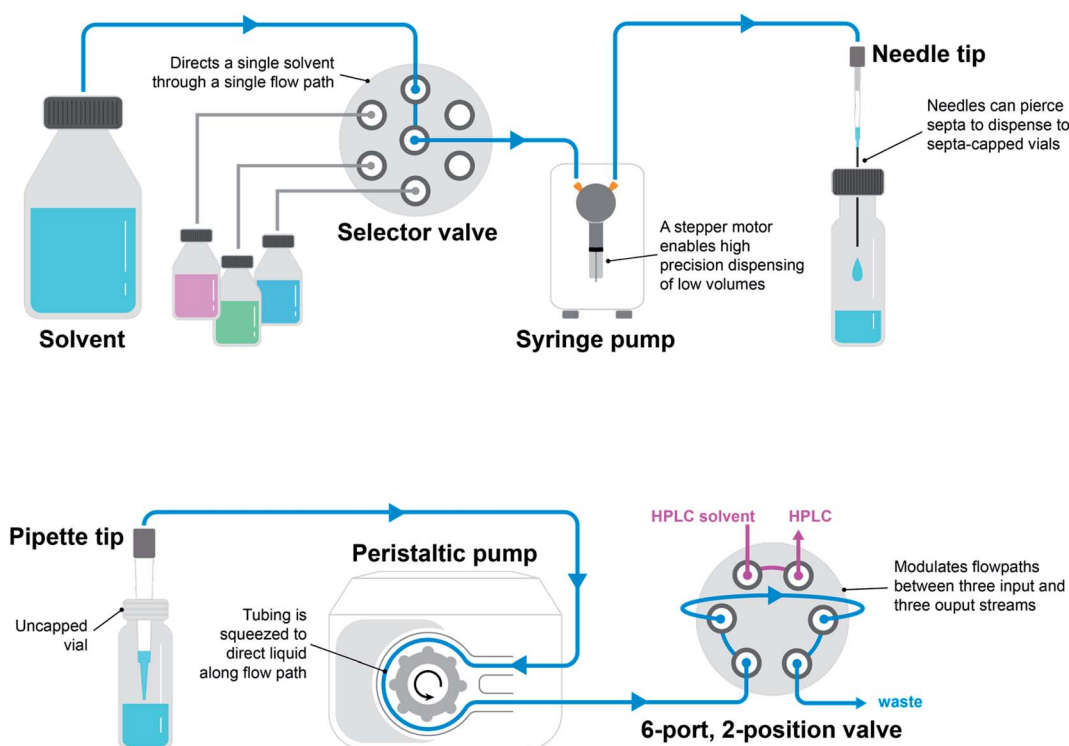 Directs a single solvent
through a single flow path
Needle tip
Needles can pierce
septa to dispense to
septa-capped vials
Selector valve
A stepper motor
enables high
precision dispensing
of low volumes
Solvent
Syringe pump
Pipette tip
Uncapped
vial
Peristaltic pump
Tubing is
squeezed to
direct liquid
along flow path
HPLC solvent
HPLC
Modulates flowpaths
between three input and
three ouput streams
waste
6-port, 2-position valve